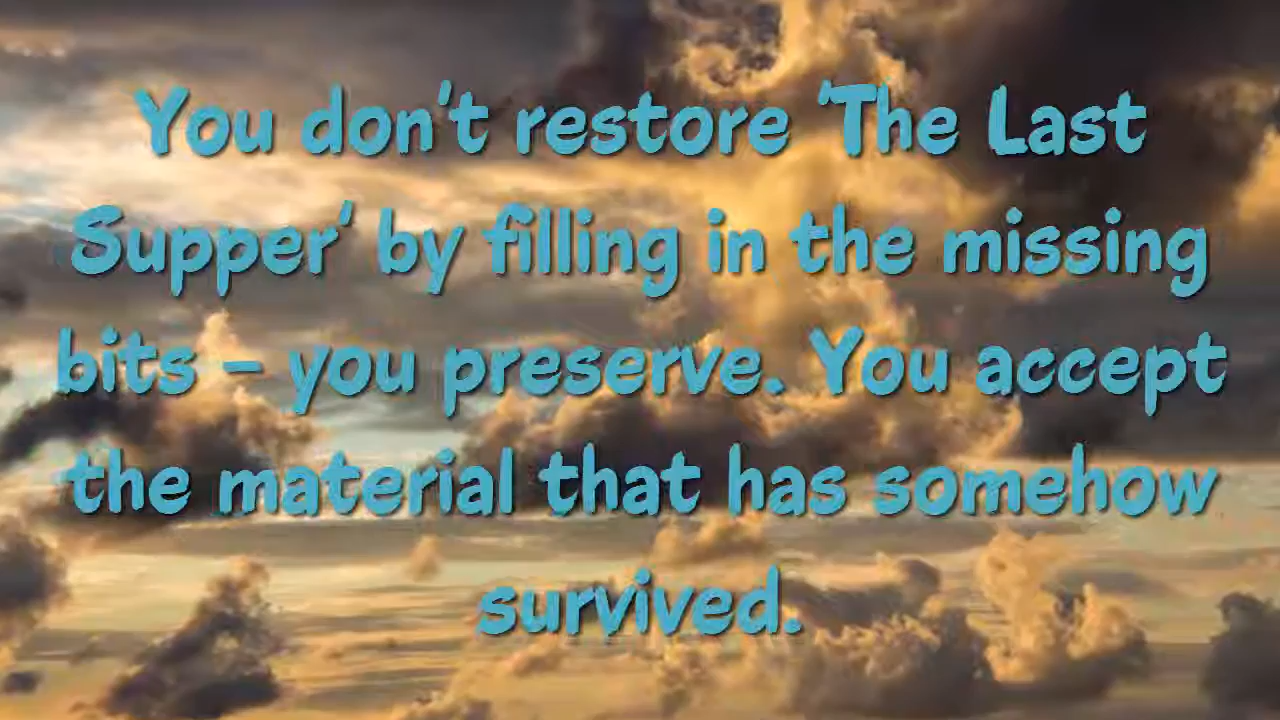 You don't restore 'The Last
Supper' by filling in the missing
bits – you preserve. You accept
the material that has somehow
survived.